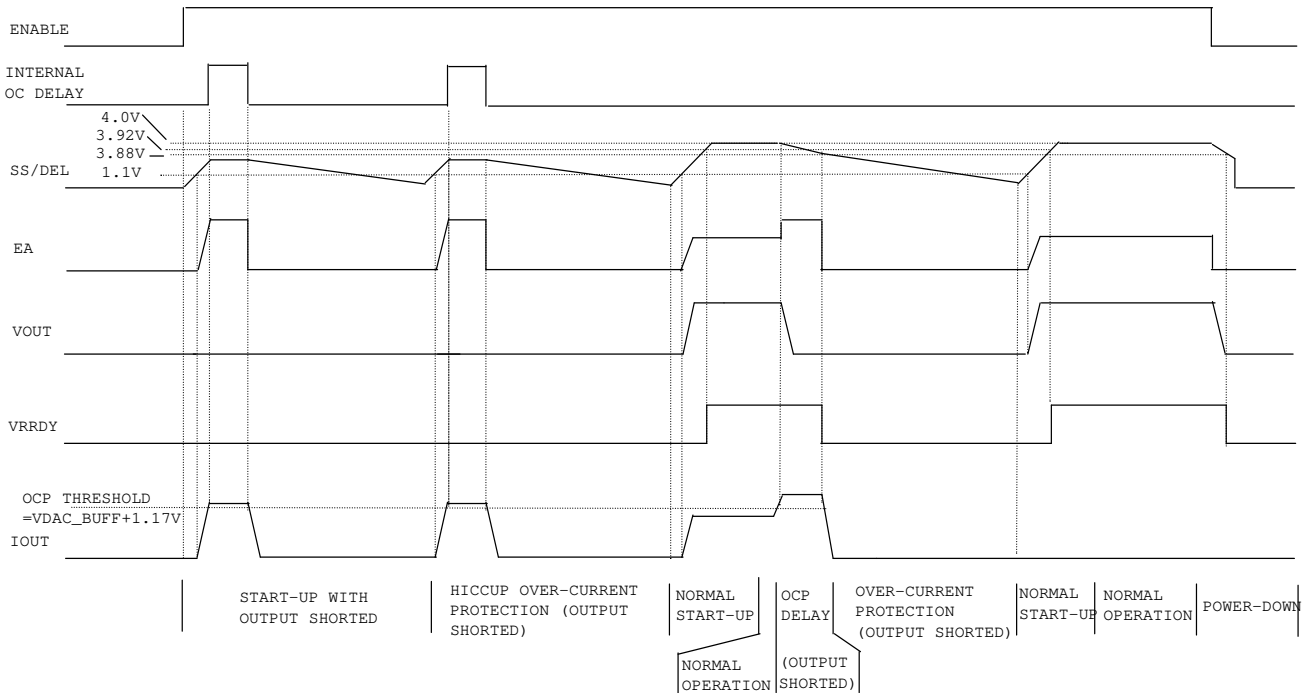 ENABLE
INTERNAL
OC DELAY
4.0V
3.92V
3.88V
SS/DEL
1.1V
EA
VOUT
VRRDY
OCP THRESHOLD
=VDAC_BUFF+1.17V
IOUT
START-UP WITH
OUTPUT SHORTED
HICCUP OVER-CURRENT
PROTECTION (OUTPUT
SHORTED)
NORMAL
START-UP
NORMAL
OPERATION
OCP
DELAY
(OUTPUT
SHORTED)
OVER-CURRENT
PROTECTION
(OUTPUT SHORTED)
NORMAL
START-UP
NORMAL
OPERATION
POWER-DOWN